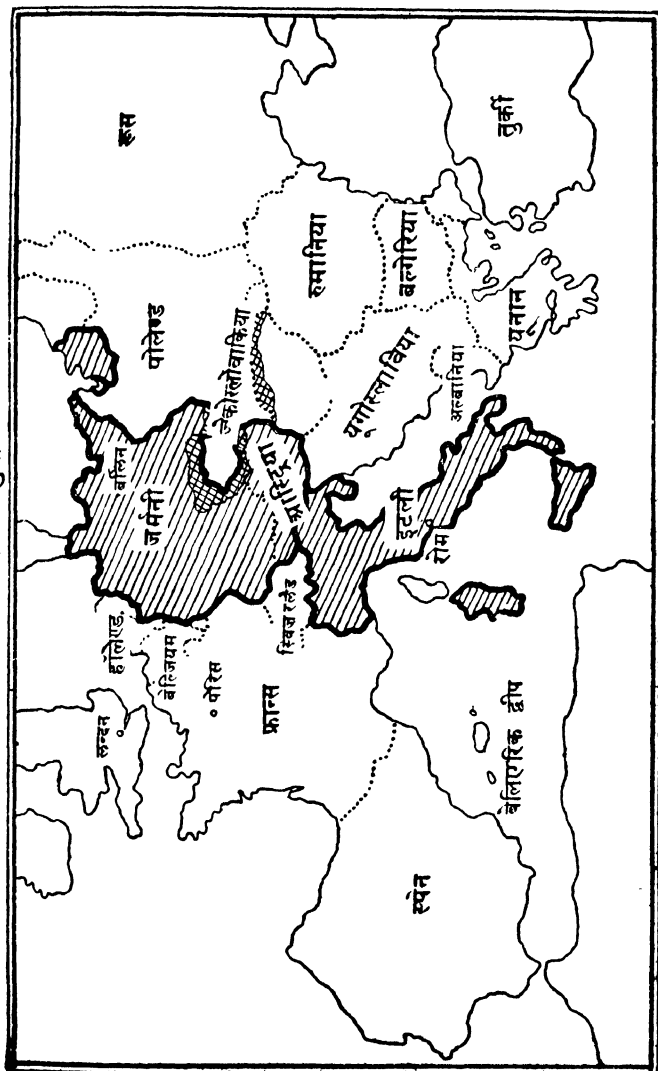 रूस
तुर्की
रुमानिया
बल्गेरिया
पोलेण्ड
जेकोस्लोवाकिया
यूगोस्लाविया
अल्बानिया
यूनान
बर्लिन
जर्मनी
आस्ट्रिया
इटली
रोम
हॉलैण्ड
बेल्जियम
स्विजरलैंड
पेरिस
फ्रान्स
लन्दन
बेलिएरिक द्वीप
स्पेन